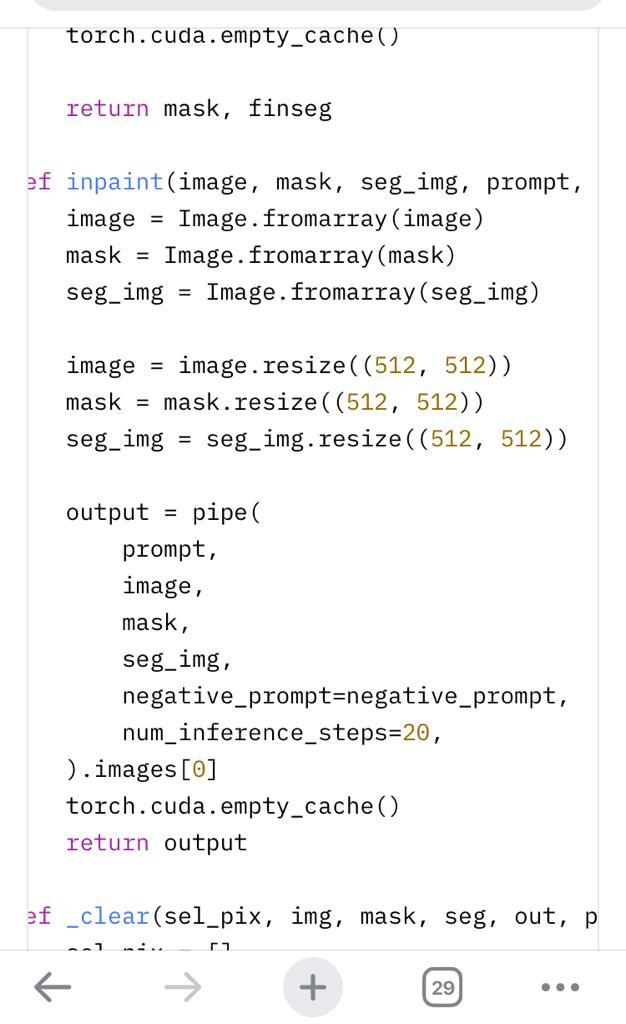 torch.cuda.empty_cache()
return mask, finseg
ef inpaint(image, mask, seg_img, prompt,
image = Image.fromarray(image)
mask = Image.fromarray(mask)
seg_img = Image.fromarray(seg_img)
image = image.resize((512, 512))
mask = mask.resize((512, 512))
seg_img = seg_img.resize((512, 512))
output = pipe(
prompt,
image,
mask,
seg_img,
negative_prompt=negative_prompt,
num_inference_steps=20,
).images[0]
torch.cuda.empty_cache()
return output
ef _clear(sel_pix, img, mask, seg, out, p
sel_pix = []
29